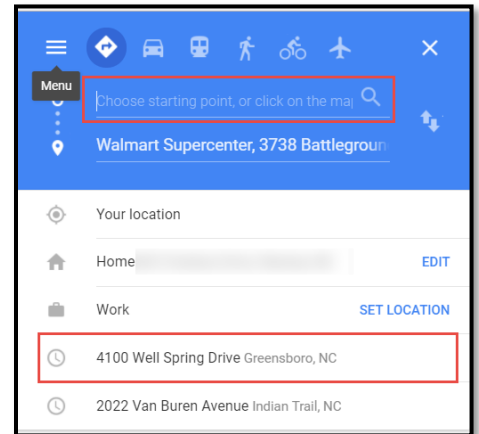 Menu
Choose starting point, or click on the ma
Walmart Supercenter, 3738 Battlegroun
Your location
Home
EDIT
Work
SET LOCATION
4100 Well Spring Drive Greensboro, NC
2022 Van Buren Avenue Indian Trail, NC